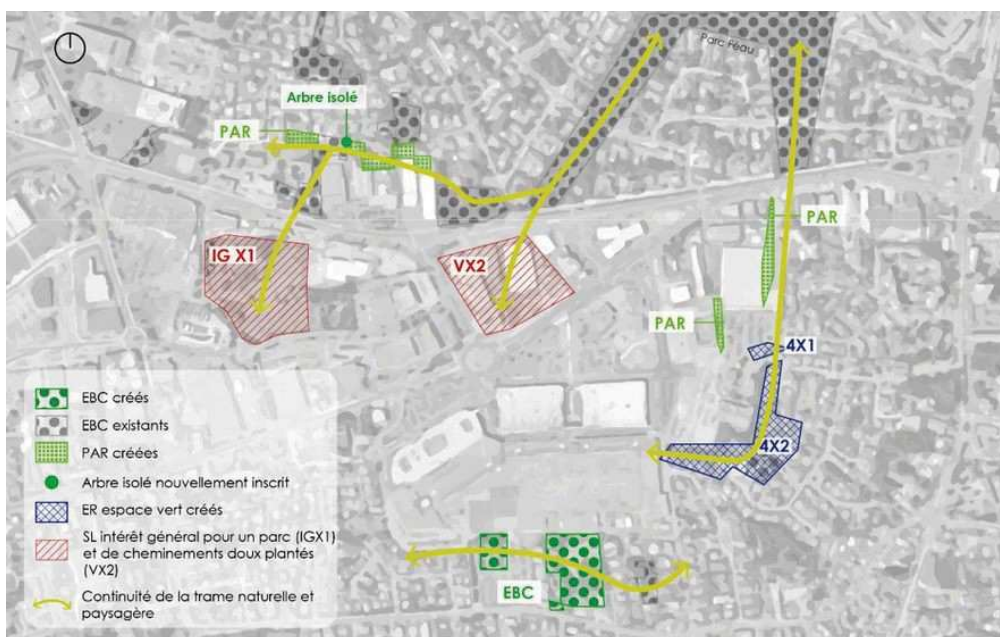 Parc Féau
Arbre isolé
PAR
PAR
IG X1
VX2
PAR
4X1
4X2
EBC
EBC créés
EBC existants
PAR créées
Arbre isolé nouvellement inscrit
ER espace vert créés
SL intérêt général pour un parc (IGX1)
et de cheminements doux plantés
(VX2)
Continuité de la trame naturelle et
paysagère